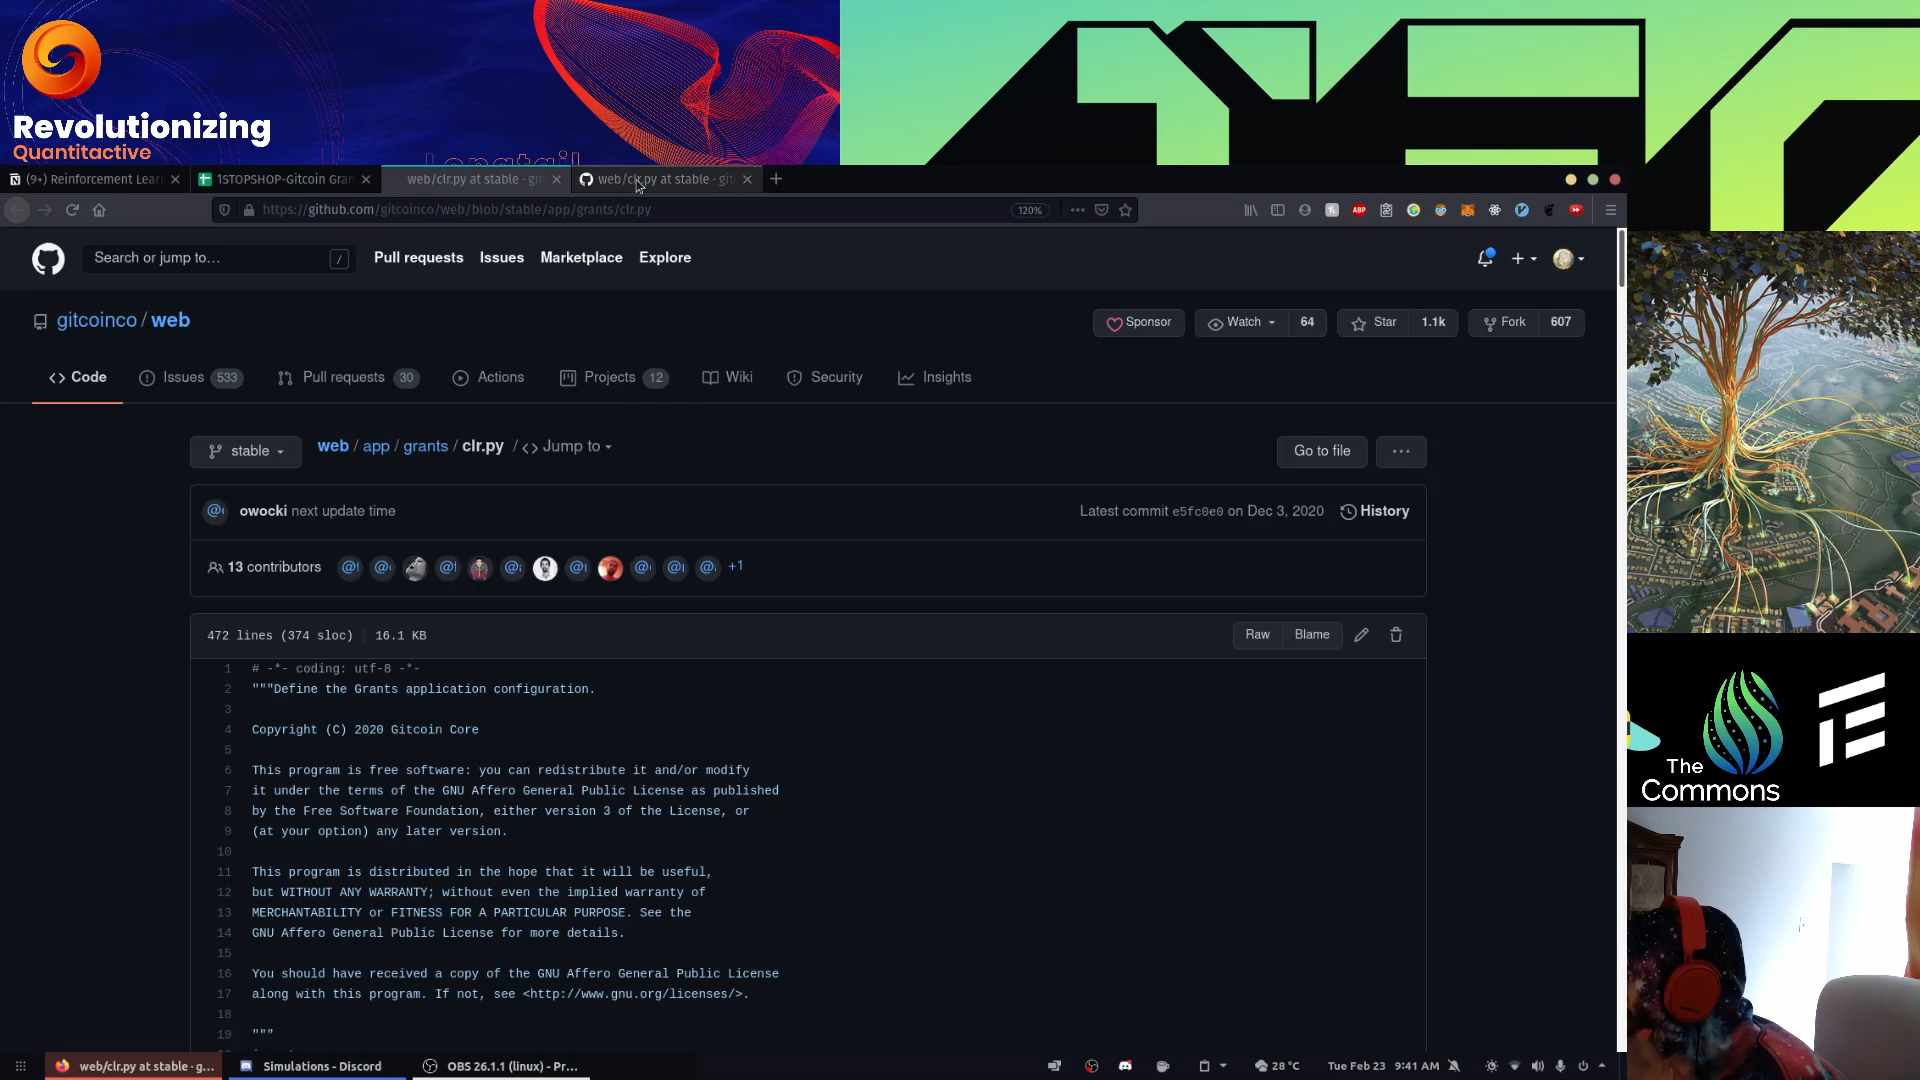 Revolutionizing
Quantitactive
(9+) Reinforcement Lear
1STOPSHOP-Gitcoin Gran
web/clr.py at stable · git
web/clr.py at stable · git
https://github.com/gitcoinco/web/blob/stable/app/grants/clr.py
120%
ABP
Search or jump to…
/
Pull requests
Issues
Marketplace
Explore
gitcoinco / web
Sponsor
Watch
64
Star
1.1k
Fork
607
Code
Issues 533
Pull requests 30
Actions
Projects 12
Wiki
Security
Insights
stable
web / app / grants / clr.py / <> Jump to
Go to file
owocki next update time
Latest commit e5fc0e0 on Dec 3, 2020
History
13 contributors
+1
472 lines (374 sloc) 16.1 KB
Raw
Blame
1 # -*- coding: utf-8 -*-
2 """Define the Grants application configuration.
3
4 Copyright (C) 2020 Gitcoin Core
5
6 This program is free software: you can redistribute it and/or modify
7 it under the terms of the GNU Affero General Public License as published
8 by the Free Software Foundation, either version 3 of the License, or
9 (at your option) any later version.
10
11 This program is distributed in the hope that it will be useful,
12 but WITHOUT ANY WARRANTY; without even the implied warranty of
13 MERCHANTABILITY or FITNESS FOR A PARTICULAR PURPOSE. See the
14 GNU Affero General Public License for more details.
15
16 You should have received a copy of the GNU Affero General Public License
17 along with this program. If not, see <http://www.gnu.org/licenses/>.
18
19 """
The
Commons
web/clr.py at stable · g...
Simulations - Discord
OBS 26.1.1 (linux) - Pr...
28 °C
Tue Feb 23 9:41 AM